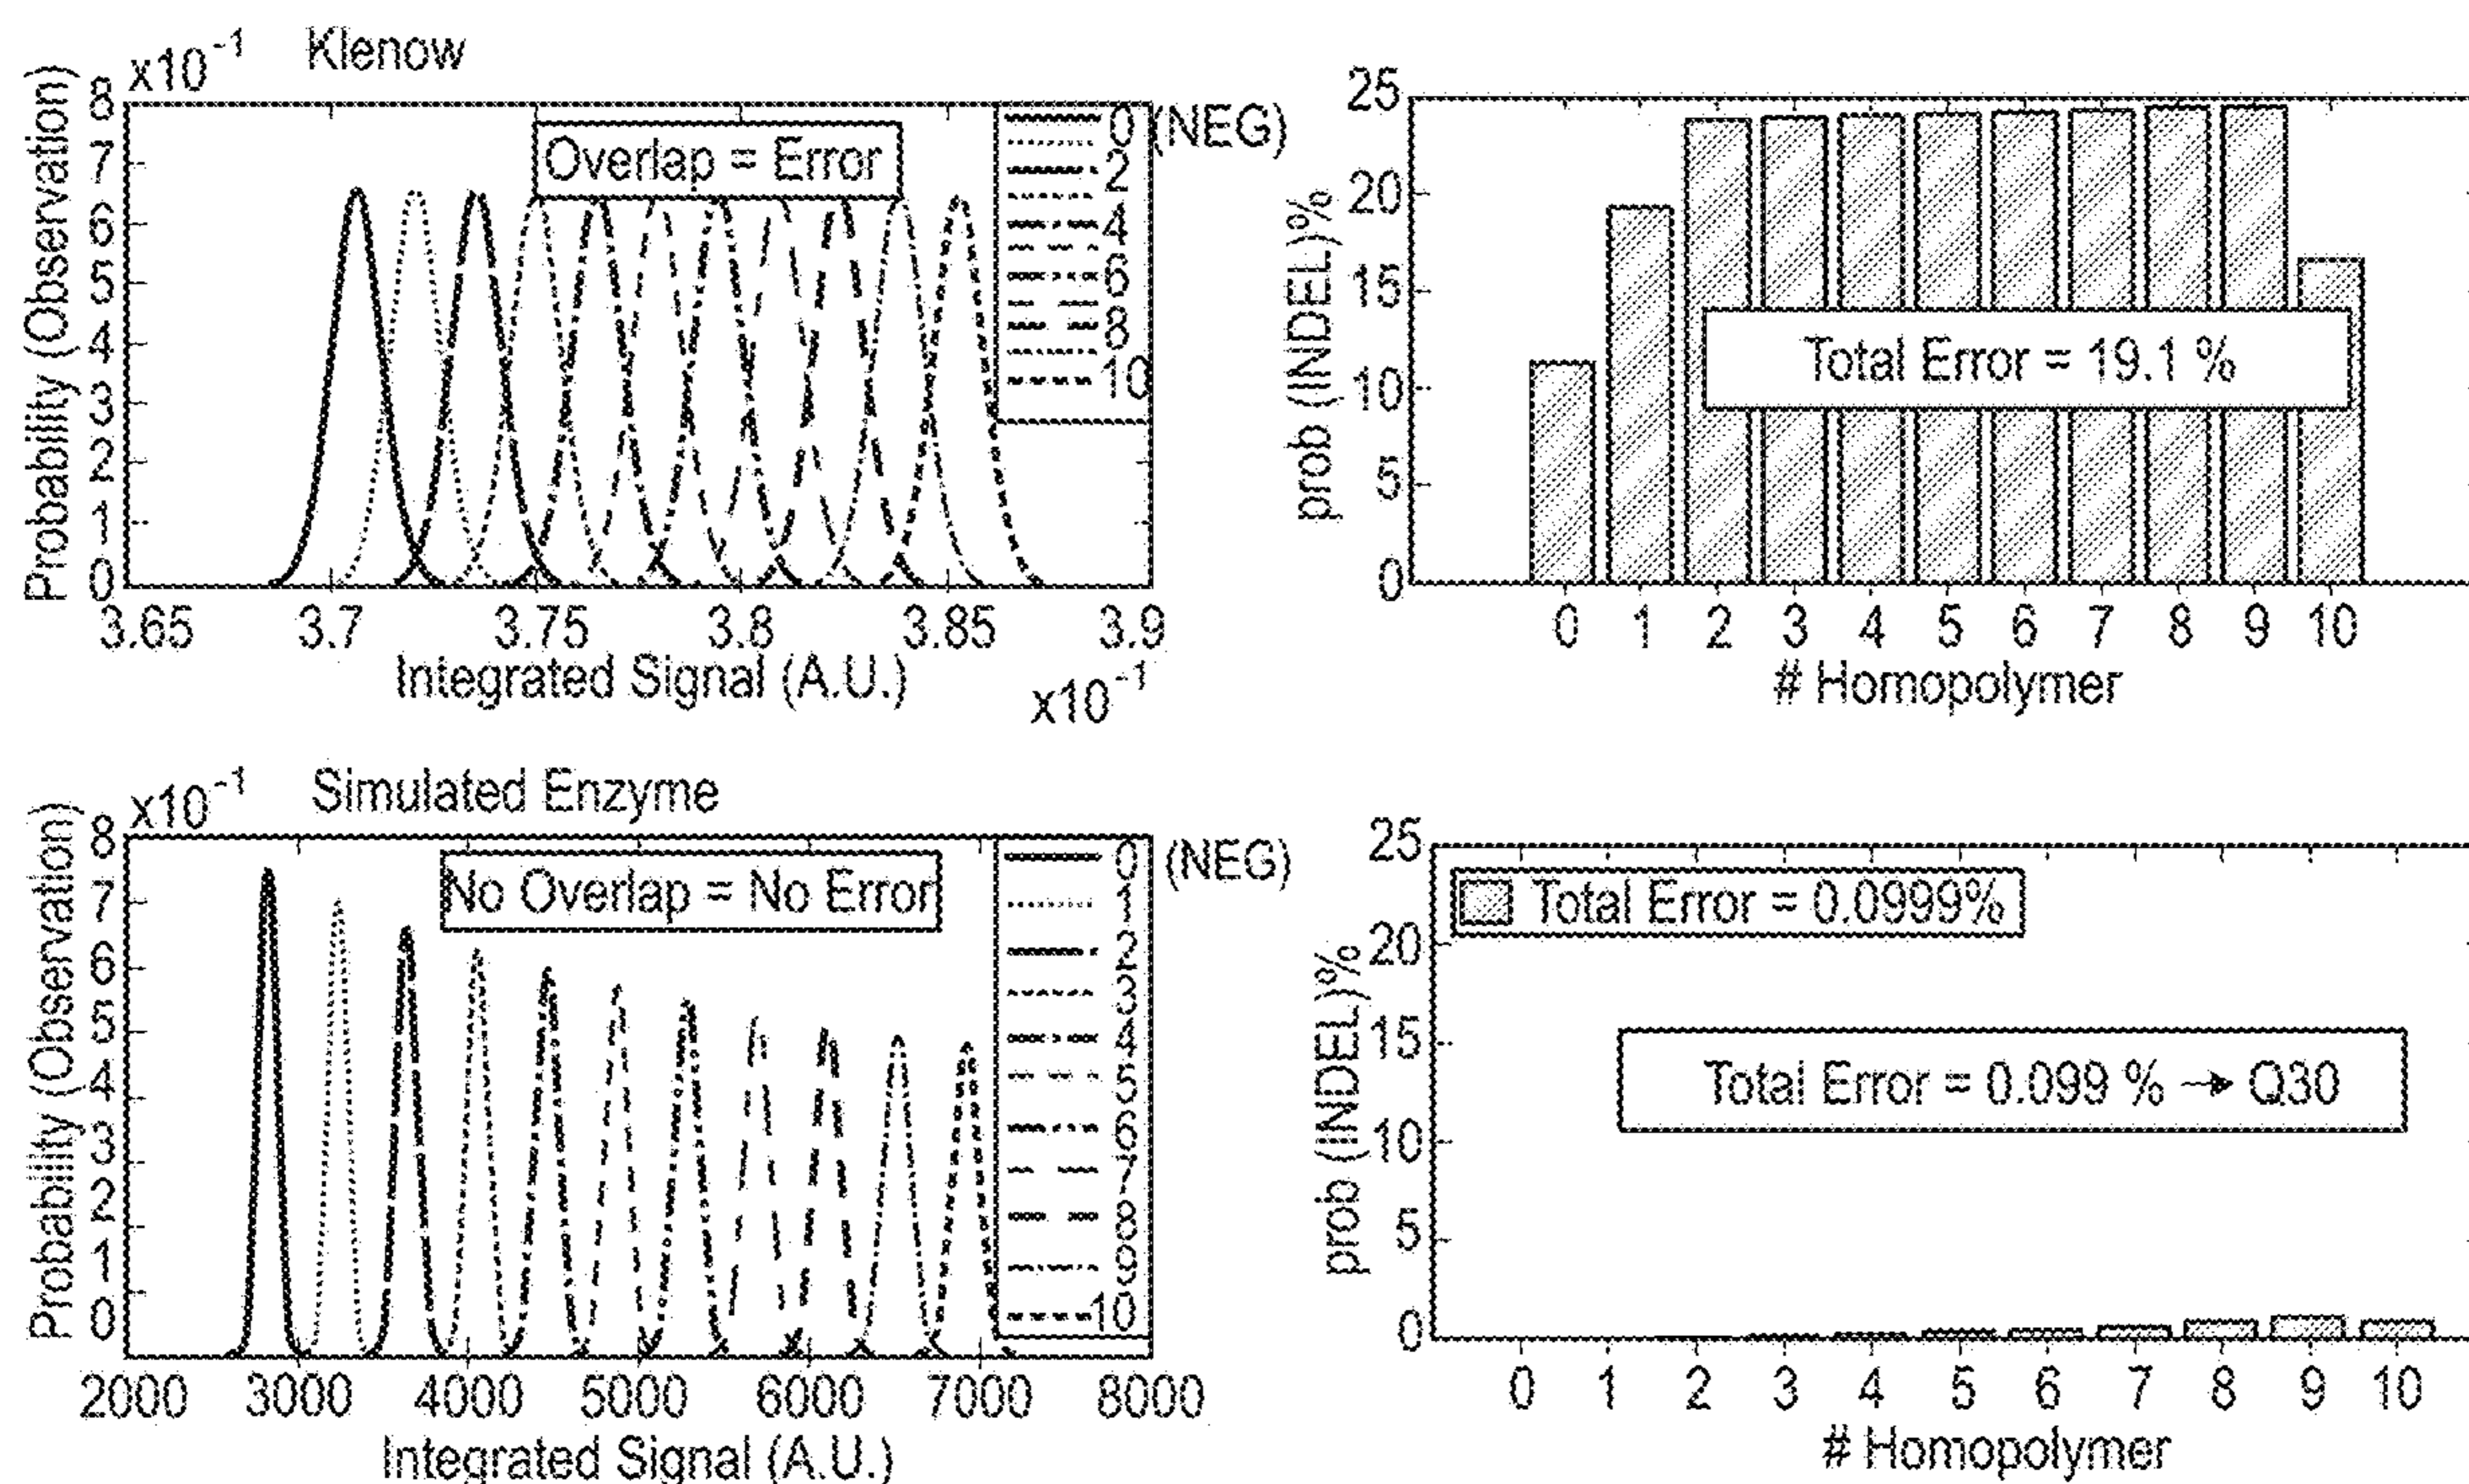 x10⁻¹ Klenow
Probability (Observation)
8
7
6
5
4
3
2
1
0
Overlap = Error
0 (NEG)
2
4
6
8
10
3.65 3.7 3.75 3.8 3.85 3.9
Integrated Signal (A.U.)
x10⁻¹
prob (INDEL)%
25
20
15
10
5
0
Total Error = 19.1 %
0 1 2 3 4 5 6 7 8 9 10
# Homopolymer
x10⁻¹ Simulated Enzyme
Probability (Observation)
8
7
6
5
4
3
2
1
0
No Overlap = No Error
0 (NEG)
1
2
3
4
5
6
7
8
9
10
2000 3000 4000 5000 6000 7000 8000
Integrated Signal (A.U.)
prob (INDEL)%
25
20
15
10
5
0
Total Error = 0.0999%
Total Error = 0.099 % → Q30
0 1 2 3 4 5 6 7 8 9 10
# Homopolymer